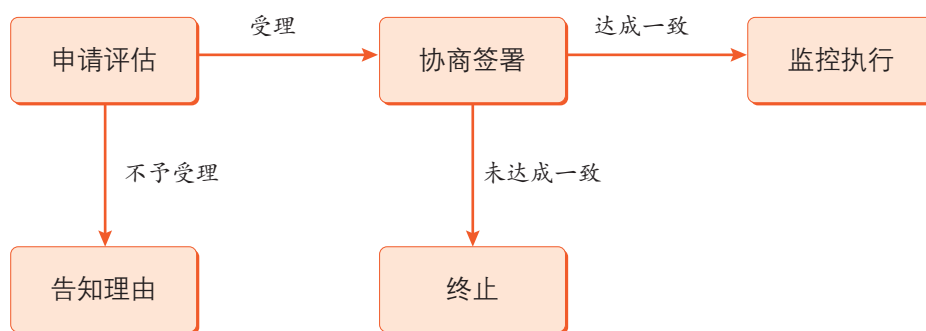 申请评估
受理
协商签署
达成一致
监控执行
不予受理
未达成一致
告知理由
终止